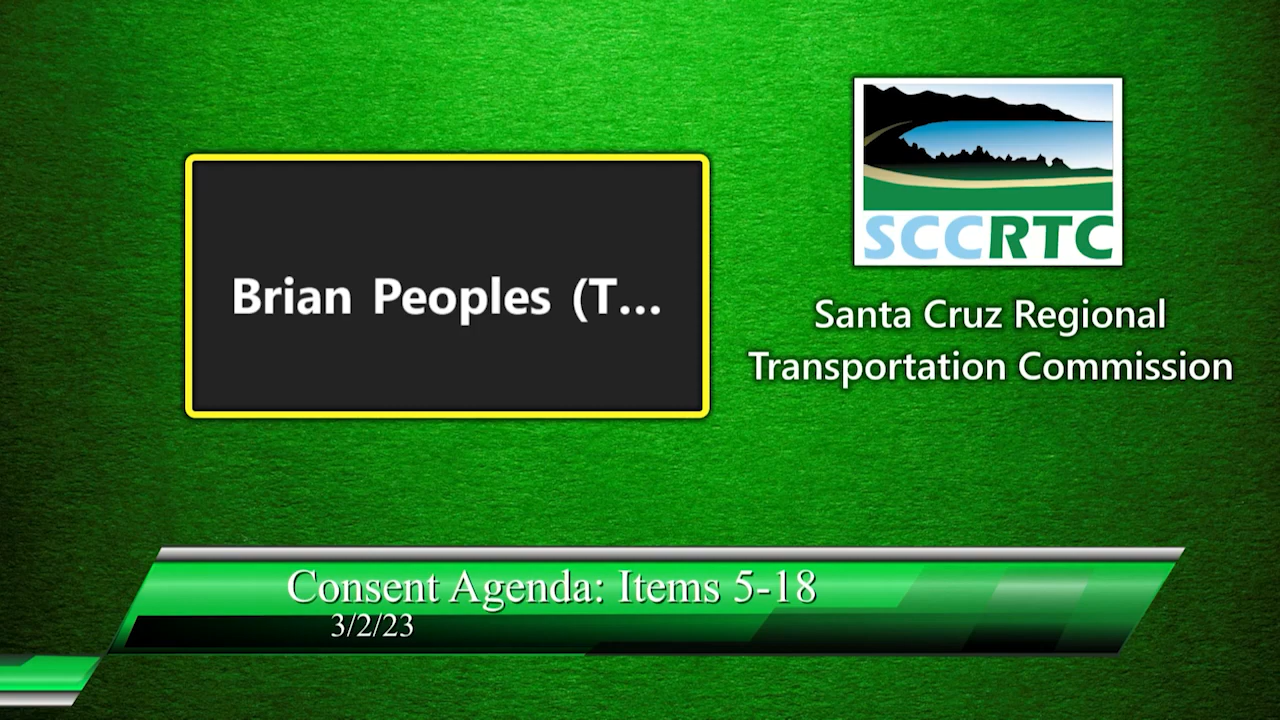 Brian Peoples (T...
SCCRTC
Santa Cruz Regional
Transportation Commission
Consent Agenda: Items 5-18
3/2/23